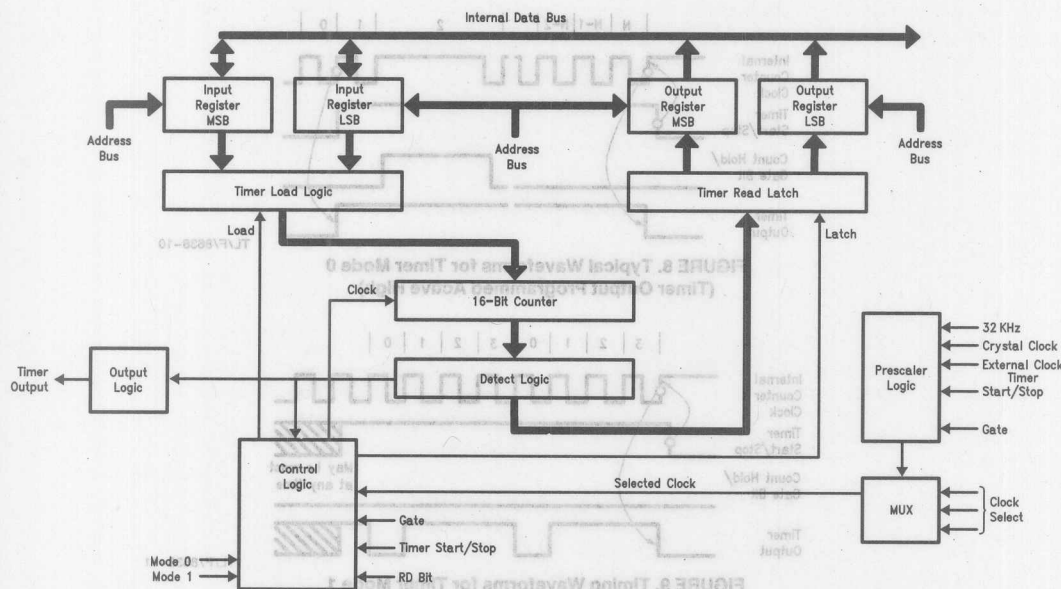 Internal Data Bus
Input
Register
MSB
Input
Register
LSB
Output
Register
MSB
Output
Register
LSB
Address
Bus
Address
Bus
Address
Bus
Timer Load Logic
Timer Read Latch
Load
Latch
Clock
16-Bit Counter
Detect Logic
Timer
Output
Output
Logic
Prescaler
Logic
32 KHz
Crystal Clock
External Clock
Timer
Start/Stop
Gate
Control
Logic
Selected Clock
MUX
Clock
Select
Gate
Timer Start/Stop
RD Bit
Mode 0
Mode 1